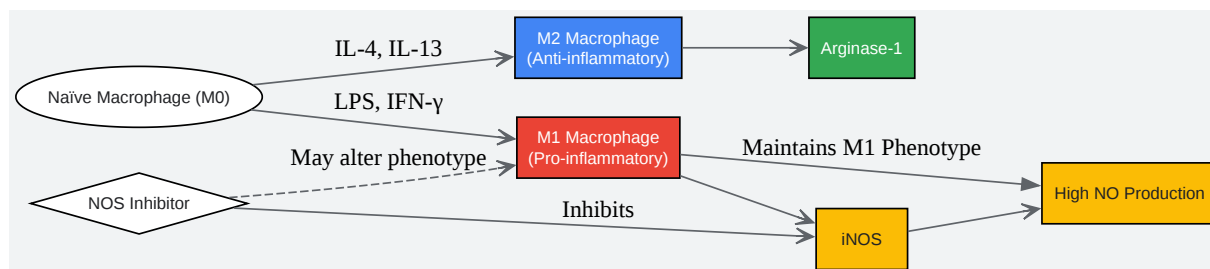 IL-4, IL-13
M2 Macrophage
(Anti-inflammatory)
Arginase-1
Naïve Macrophage (M0)
LPS, IFN-γ
M1 Macrophage
(Pro-inflammatory)
May alter phenotype
Maintains M1 Phenotype
High NO Production
NOS Inhibitor
Inhibits
iNOS